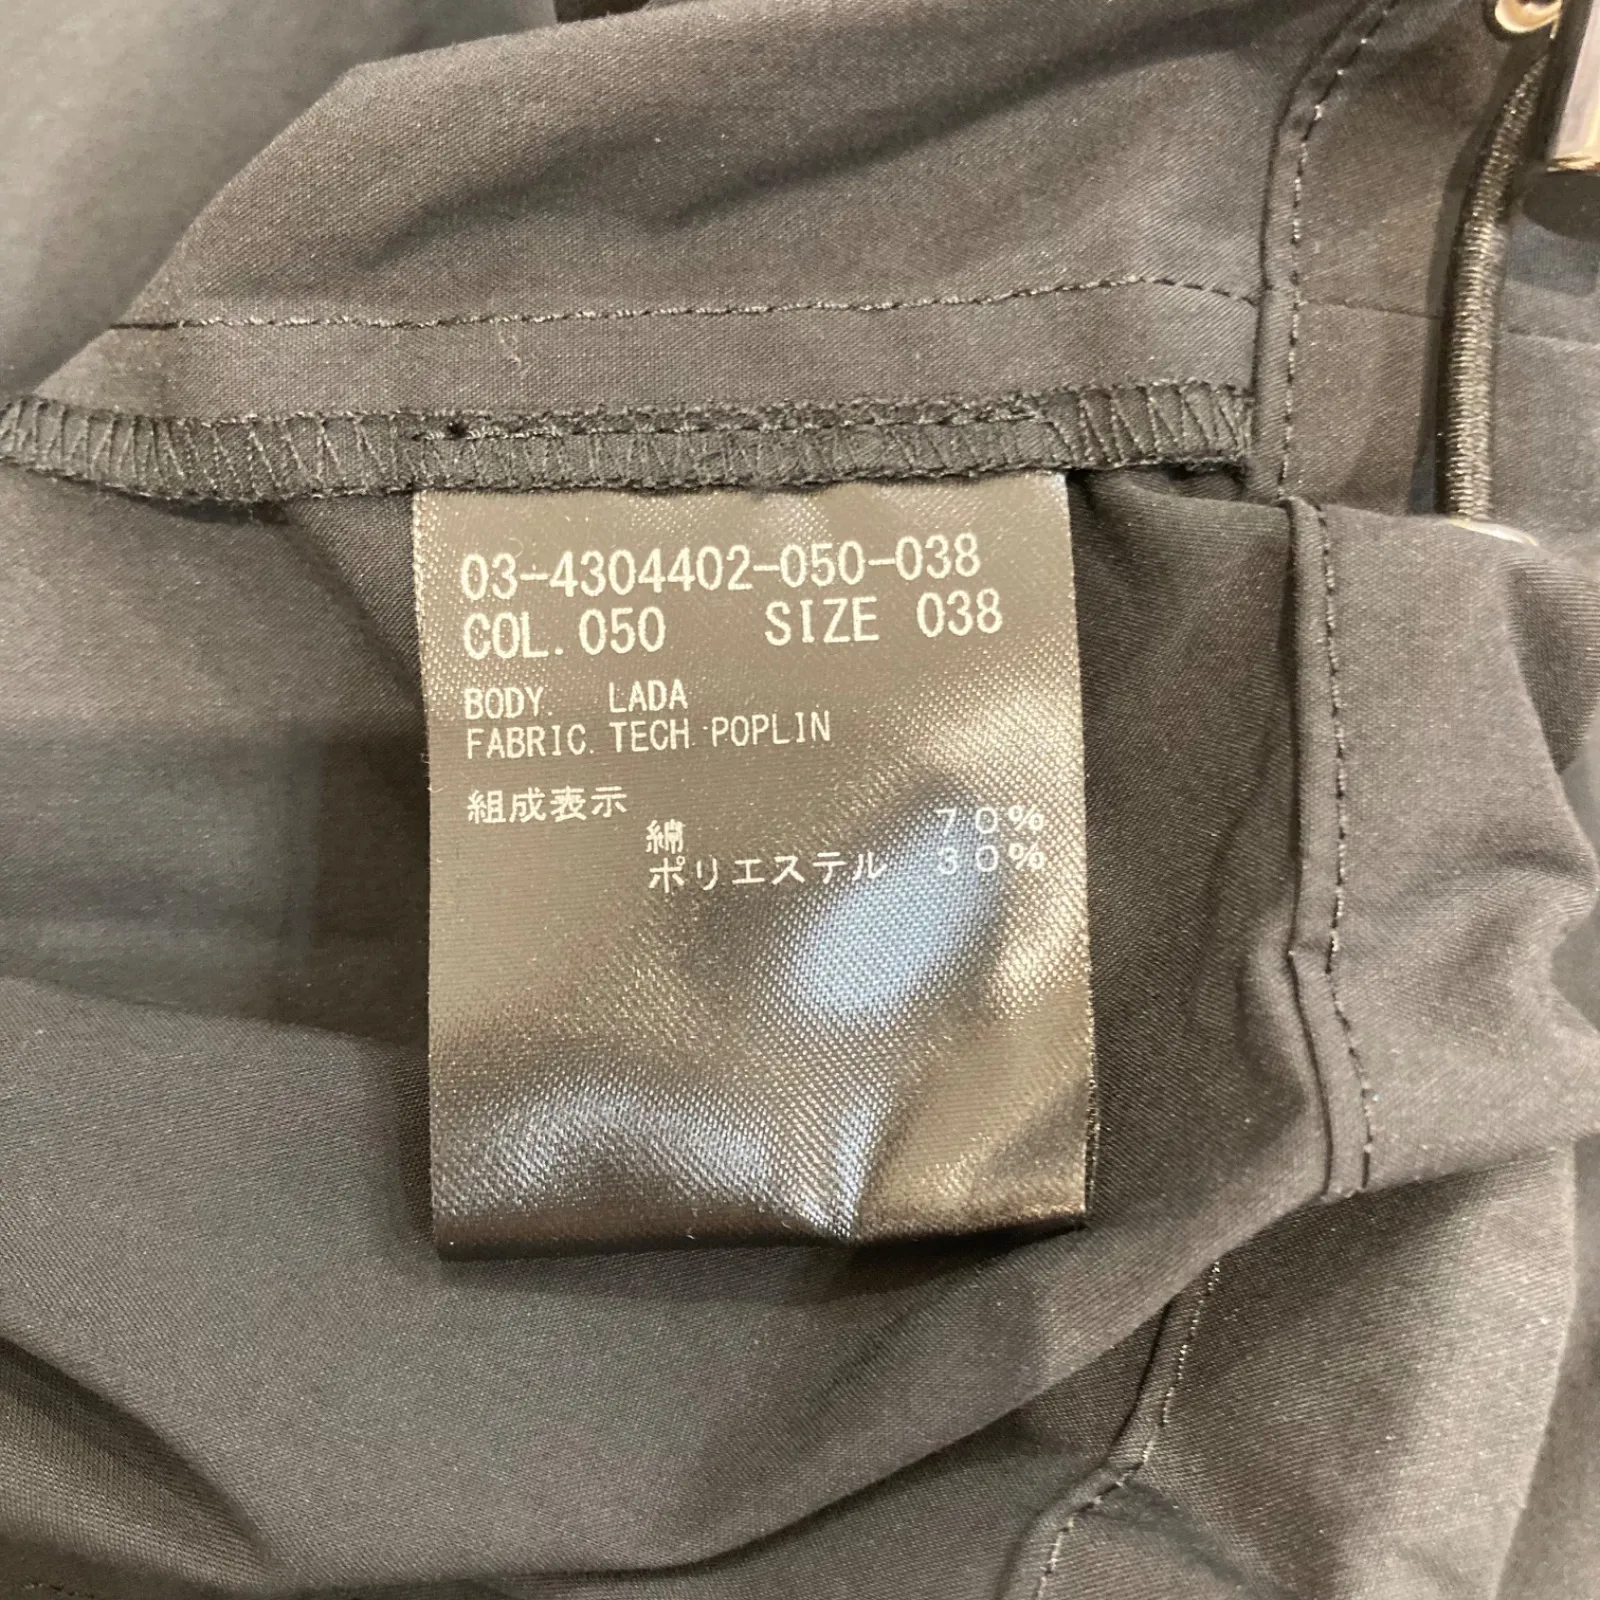 03-4304402-050-038
COL. 050 SIZE 038
BODY. LADA
FABRIC. TECH POPLIN
組成表示
綿 70%
ポリエステル 30%